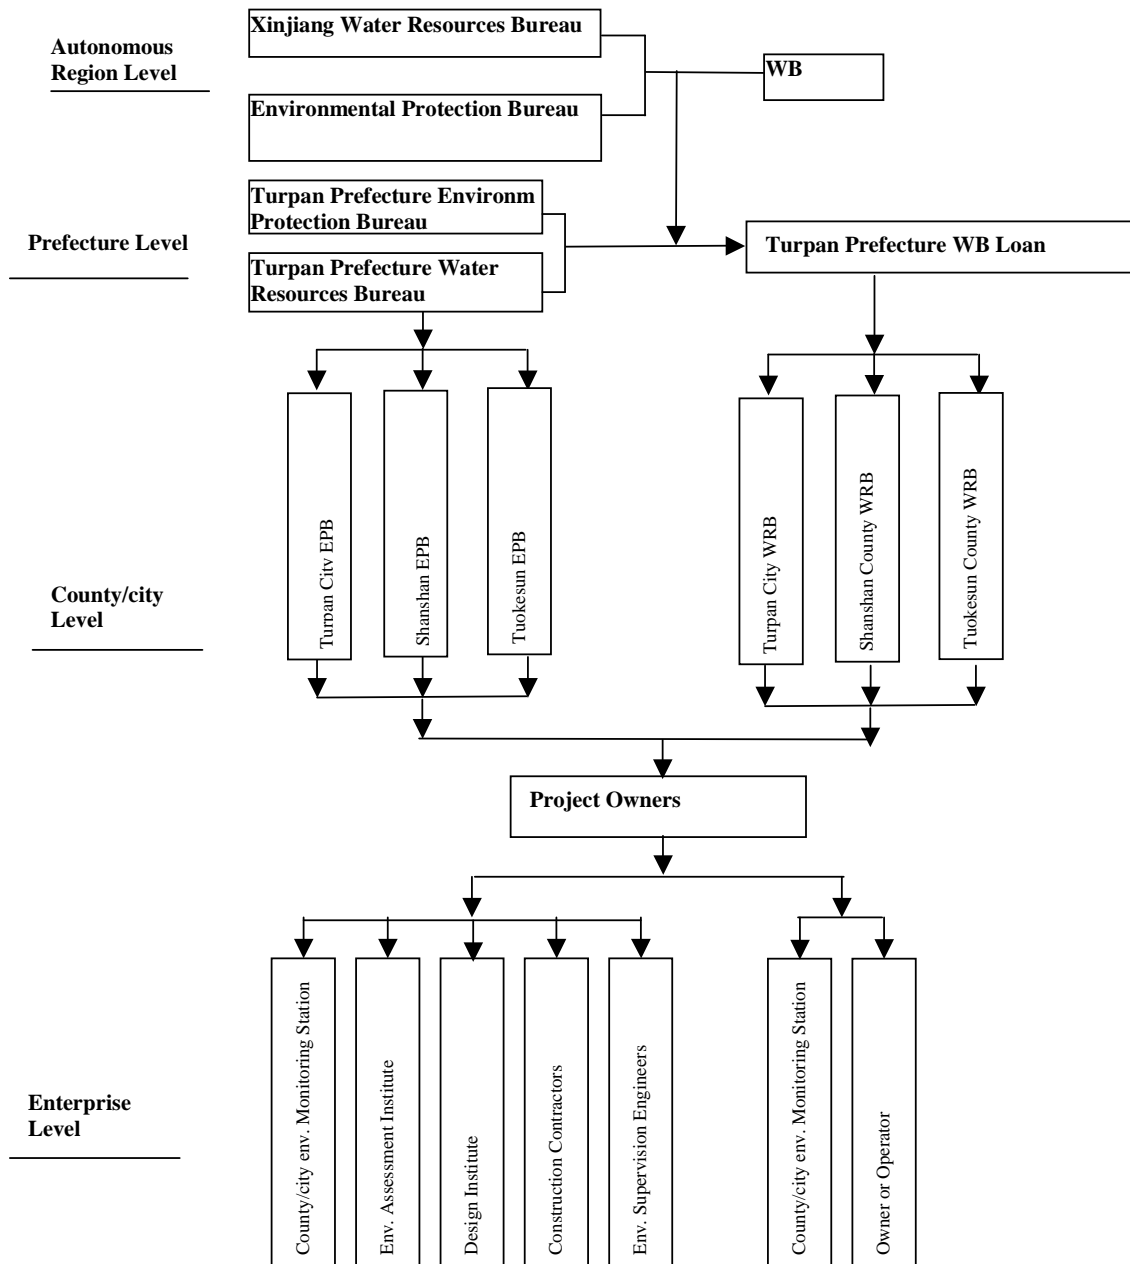 Autonomous
Region Level
Xinjiang Water Resources Bureau
WB
Environmental Protection Bureau
Prefecture Level
Turpan Prefecture Environm
Protection Bureau
Turpan Prefecture Water
Resources Bureau
Turpan Prefecture WB Loan
County/city
Level
Turpan City EPB
Shanshan EPB
Tuokesun EPB
Turpan City WRB
Shanshan County WRB
Tuokesun County WRB
Project Owners
Enterprise
Level
County/city env. Monitoring Station
Env. Assessment Institute
Design Institute
Construction Contractors
Env. Supervision Engineers
County/city env. Monitoring Station
Owner or Operator